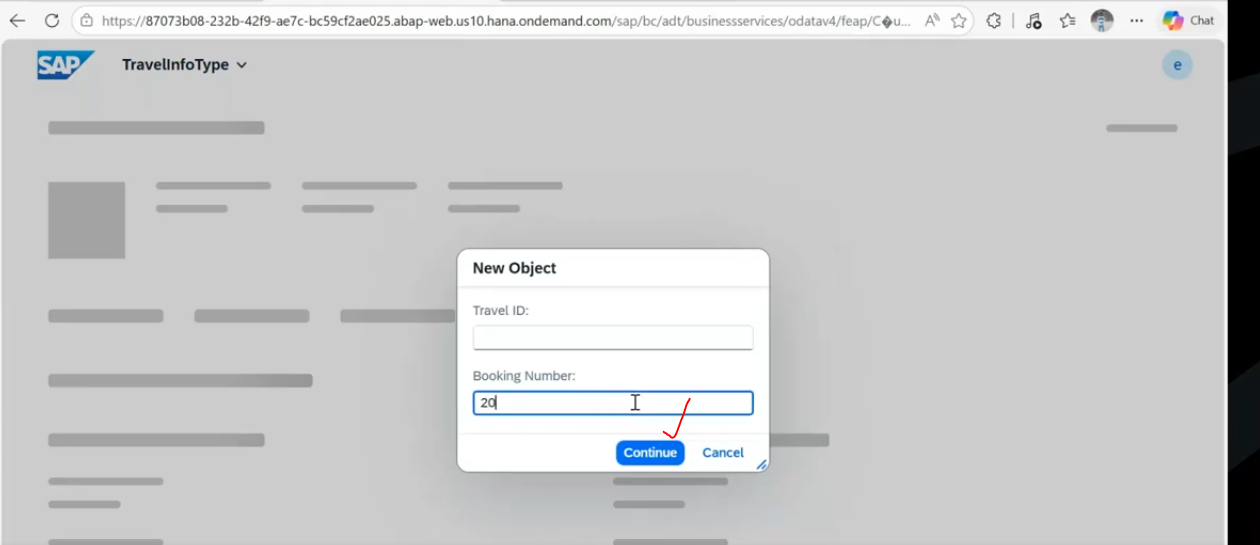 https://87073b08-232b-42f9-ae7c-bc59cf2ae025.abap-web.us10.hana.ondemand.com/sap/bc/adt/businessservices/odatav4/feap/C�u... A Chat
SAP TravelInfoType e
New Object
Travel ID:
Booking Number:
20
Continue Cancel